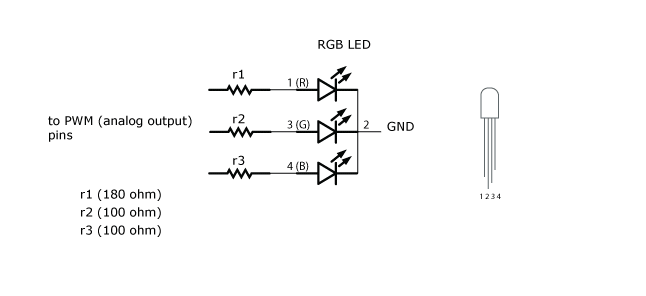 RGB LED
r1
1 (R)
to PWM (analog output)
pins
r2
3 (G)
2
GND
r3
4 (B)
r1 (180 ohm)
r2 (100 ohm)
r3 (100 ohm)
1 2 3 4